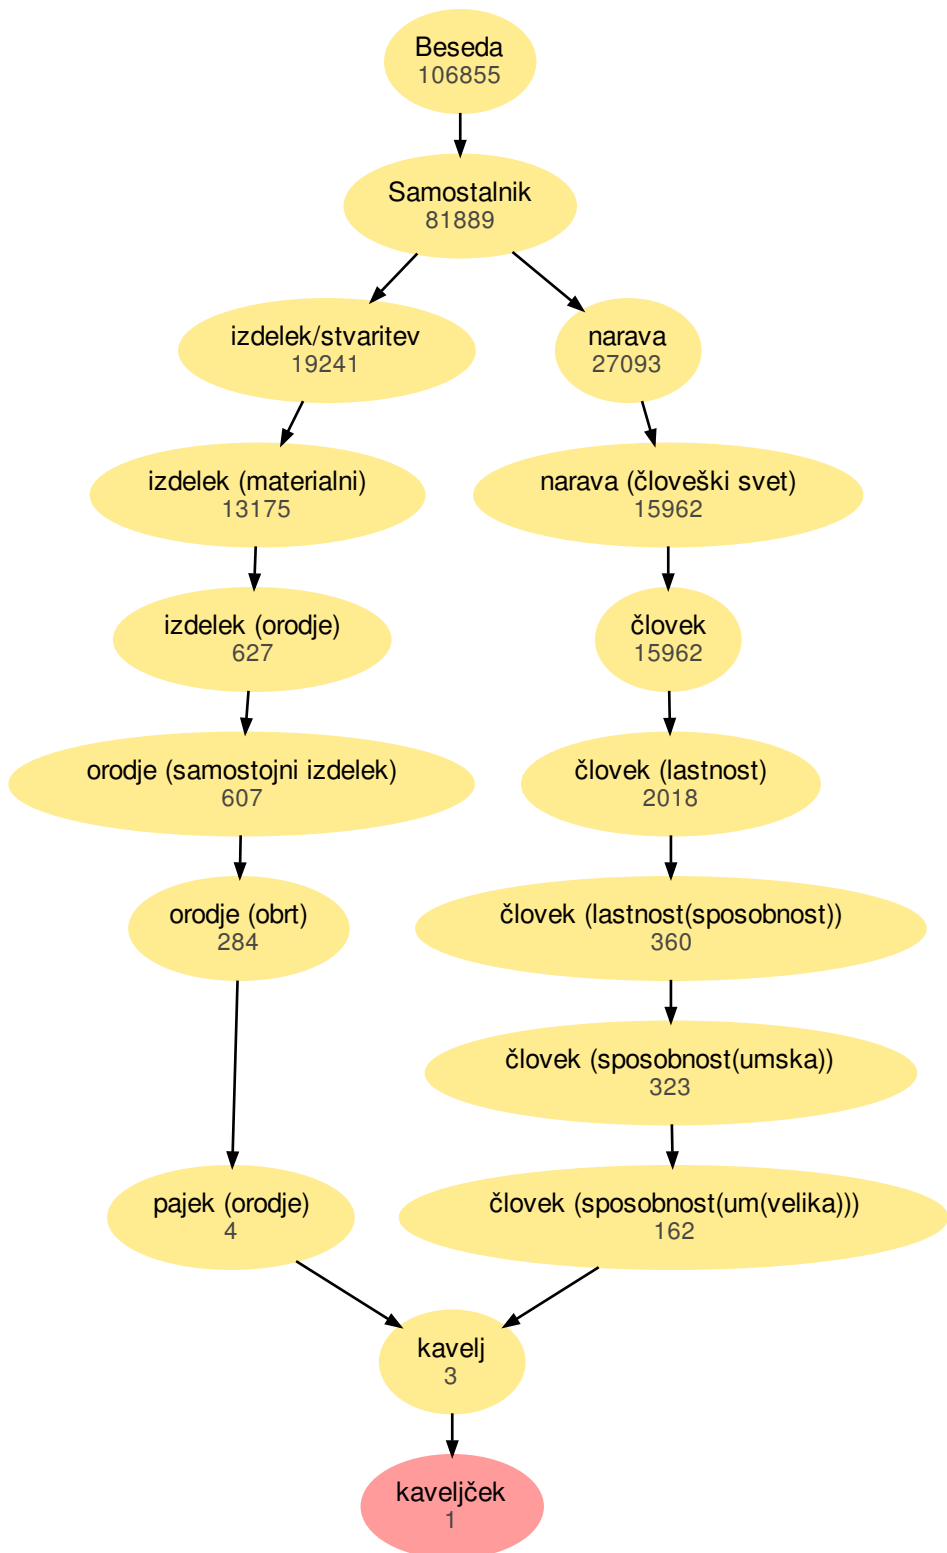 Beseda
106855
Samostalnik
81889
izdelek/stvaritev
19241
narava
27093
izdelek (materialni)
13175
narava (človeški svet)
15962
izdelek (orodje)
627
človek
15962
orodje (samostojni izdelek)
607
človek (lastnost)
2018
orodje (obrt)
284
človek (lastnost(sposobnost))
360
človek (sposobnost(umska))
323
pajek (orodje)
4
človek (sposobnost(um(velika)))
162
kavelj
3
kaveljček
1